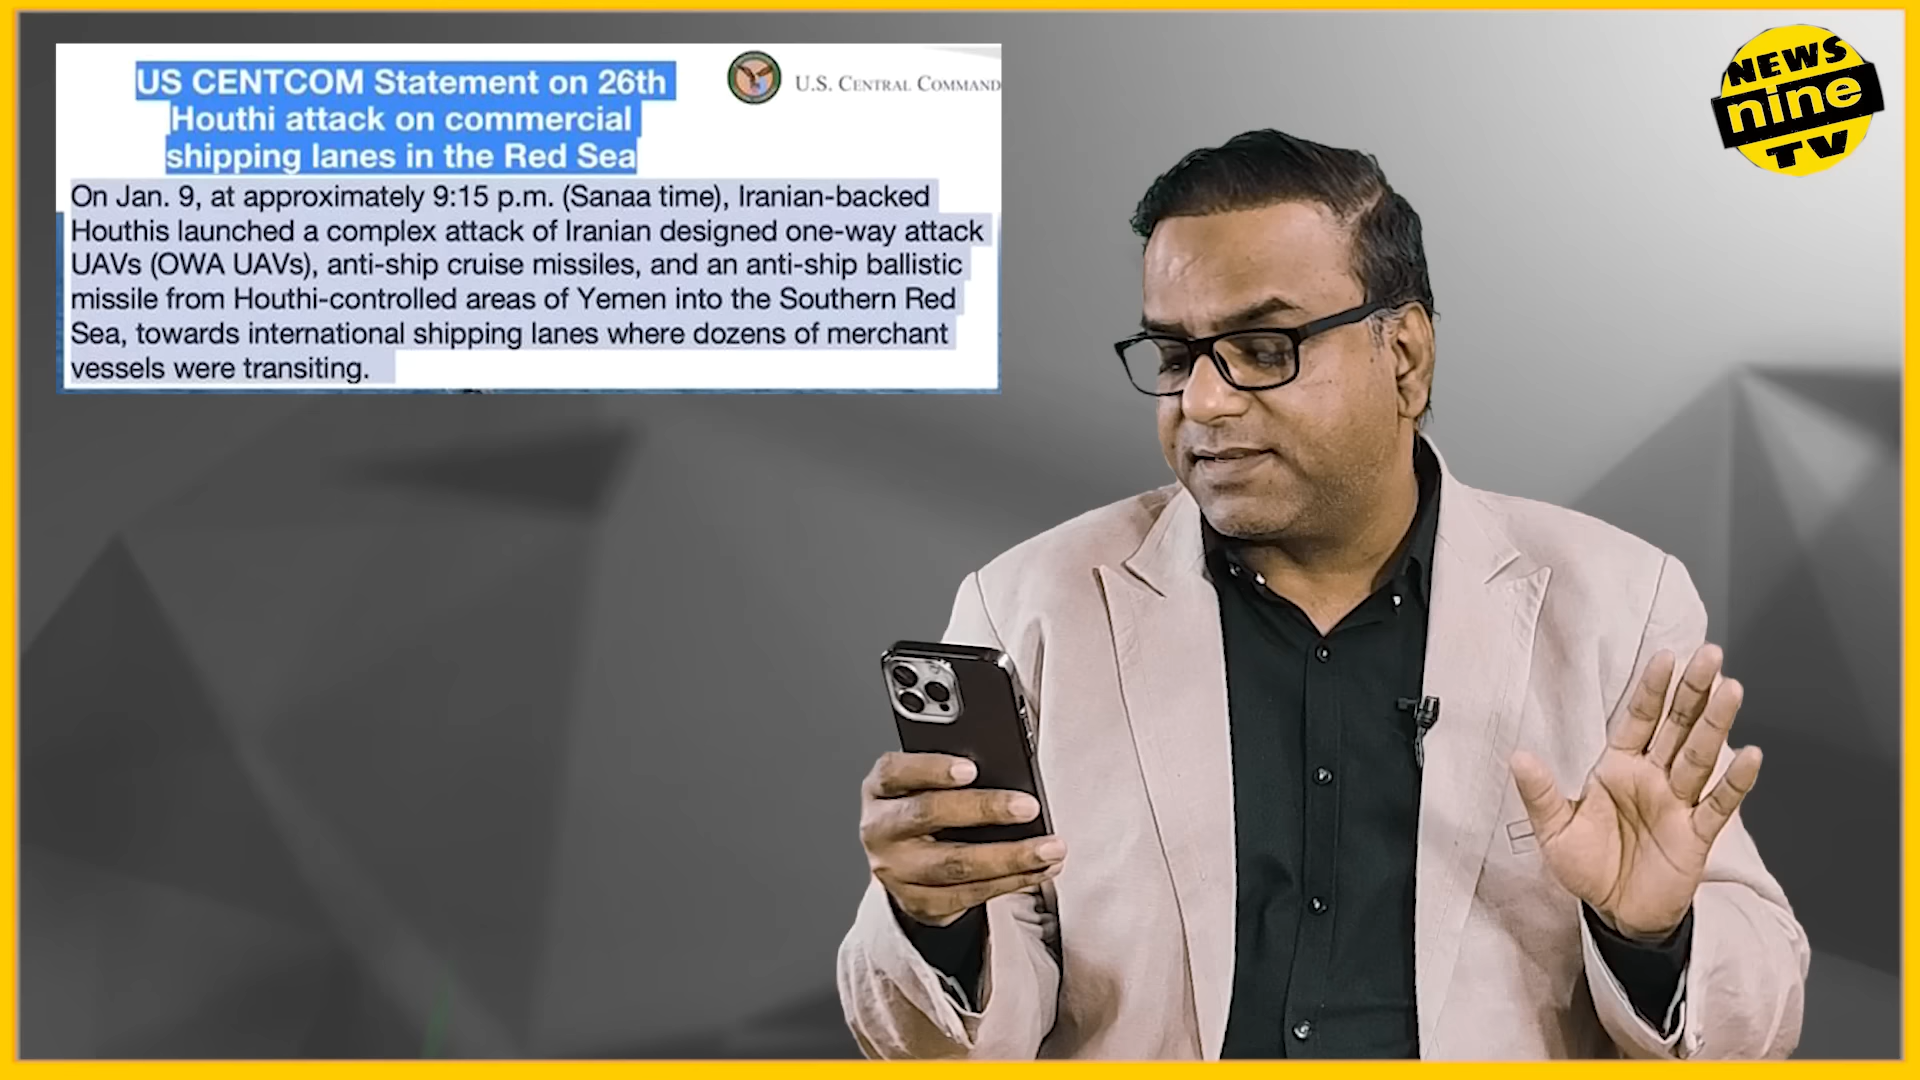 US CENTCOM Statement on 26th
Houthi attack on commercial
shipping lanes in the Red Sea
U.S. CENTRAL COMMAND
On Jan. 9, at approximately 9:15 p.m. (Sanaa time), Iranian-backed
Houthis launched a complex attack of Iranian designed one-way attack
UAVs (OWA UAVs), anti-ship cruise missiles, and an anti-ship ballistic
missile from Houthi-controlled areas of Yemen into the Southern Red
Sea, towards international shipping lanes where dozens of merchant
vessels were transiting.
NEWS
nine
TV